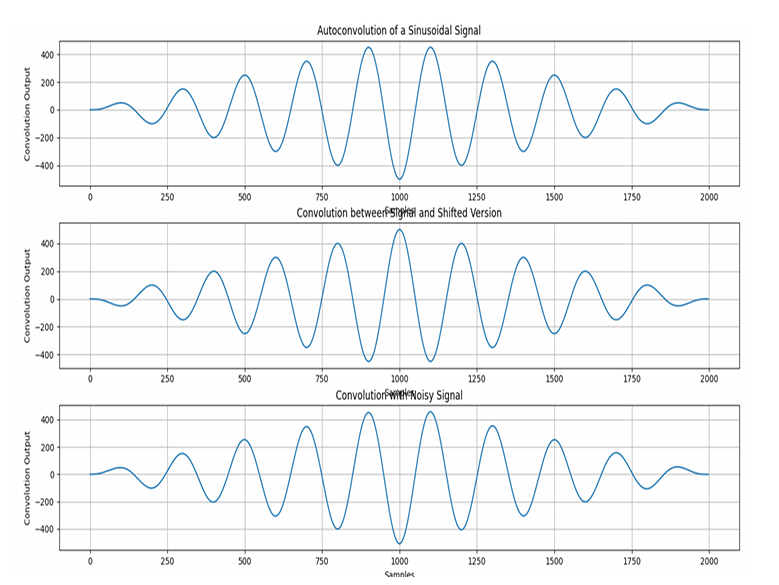 Autoconvolution of a Sinusoidal Signal
Convolution Output
400
200
0
−200
−400
0 250 500 750 1000 1250 1500 1750 2000
Samples
Convolution between Signal and Shifted Version
Convolution Output
400
200
0
−200
−400
0 250 500 750 1000 1250 1500 1750 2000
Samples
Convolution with Noisy Signal
Convolution Output
400
200
0
−200
−400
0 250 500 750 1000 1250 1500 1750 2000
Samples